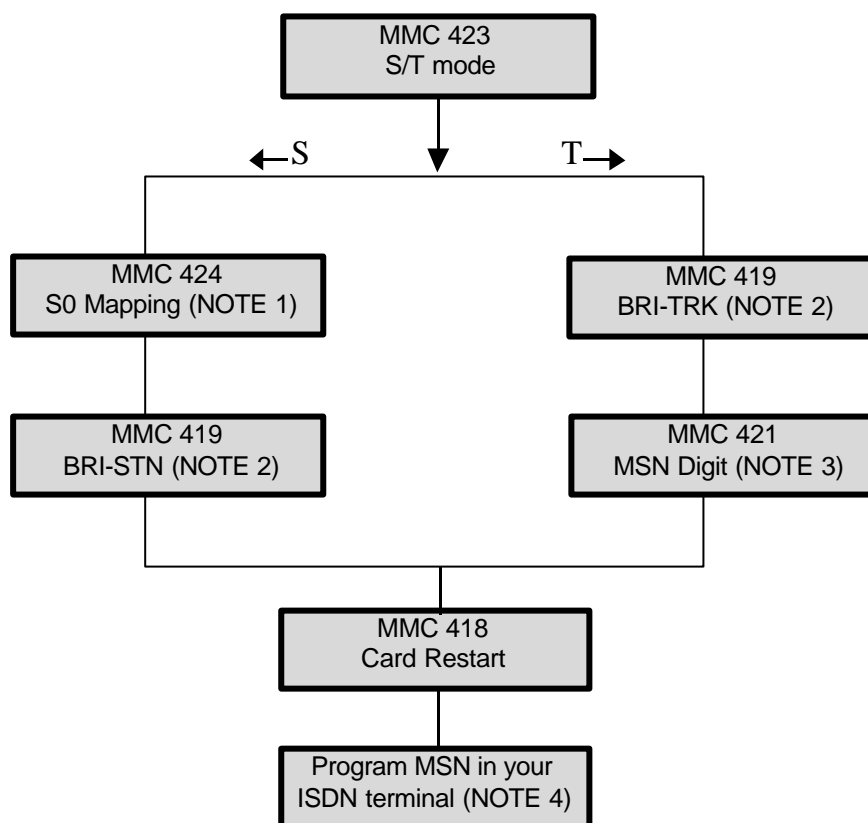 MMC 423
S/T mode
S
T
MMC 424
S0 Mapping (NOTE 1)
MMC 419
BRI-TRK (NOTE 2)
MMC 419
BRI-STN (NOTE 2)
MMC 421
MSN Digit (NOTE 3)
MMC 418
Card Restart
Program MSN in your
ISDN terminal (NOTE 4)